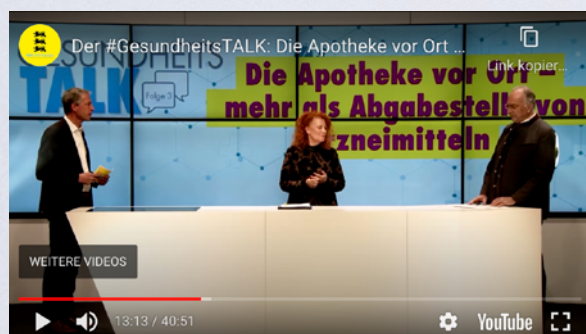 Der #GesundheitsTALK: Die Apotheke vor Ort ...
Link kopier...
GESUNDHEITS
TALK
Folge 3
Die Apotheke vor Ort –
mehr als Abgabestelle von
zneimitteln
WEITERE VIDEOS
13:13 / 40:51
YouTube